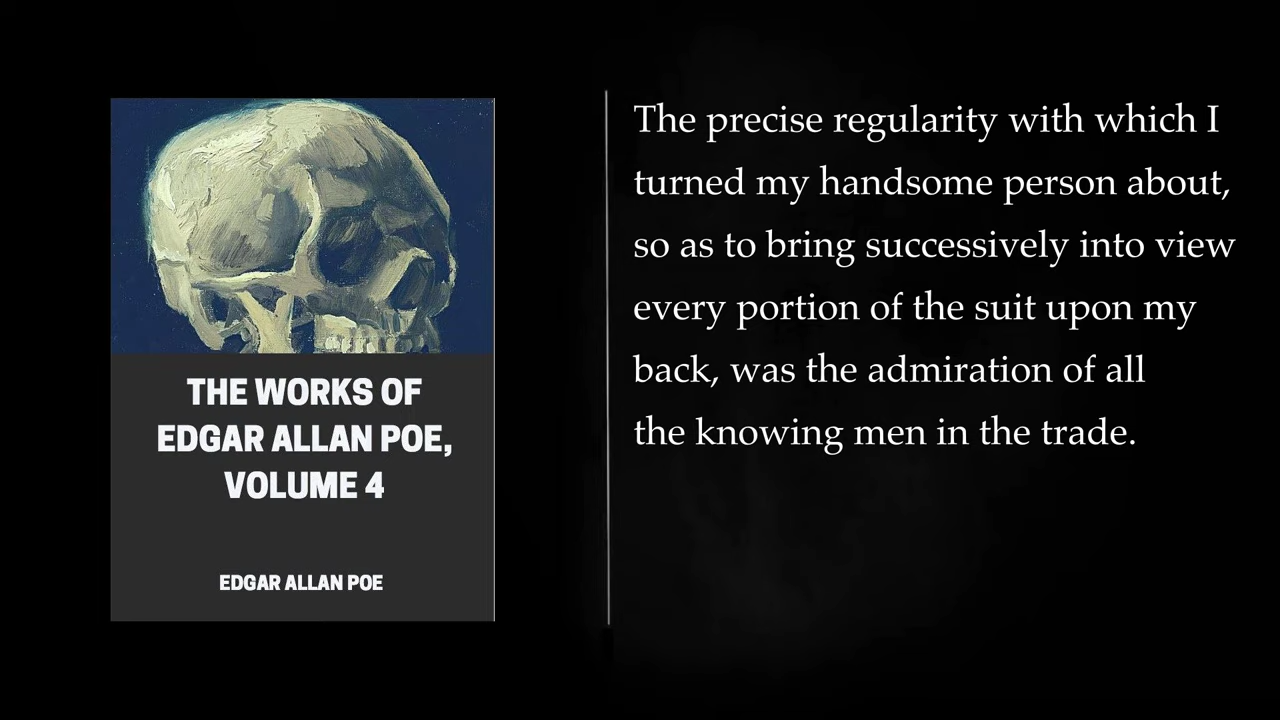 THE WORKS OF
EDGAR ALLAN POE,
VOLUME 4
EDGAR ALLAN POE
The precise regularity with which I
turned my handsome person about,
so as to bring successively into view
every portion of the suit upon my
back, was the admiration of all
the knowing men in the trade.